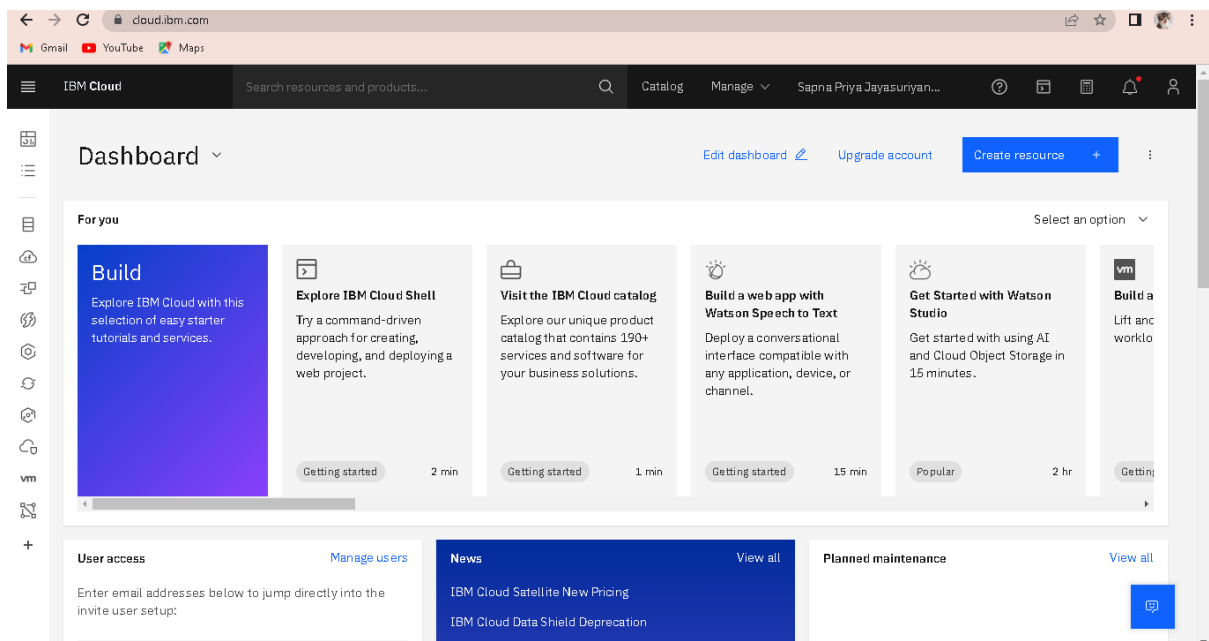 cloud.ibm.com
Gmail YouTube Maps
IBM Cloud Search resources and products... Catalog Manage Sapna Priya Jayasuriyan...
Dashboard Edit dashboard Upgrade account Create resource +
For you Select an option
Build
Explore IBM Cloud with this
selection of easy starter
tutorials and services.
Explore IBM Cloud Shell
Try a command-driven
approach for creating,
developing, and deploying a
web project.
Getting started 2 min
Visit the IBM Cloud catalog
Explore our unique product
catalog that contains 190+
services and software for
your business solutions.
Getting started 1 min
Build a web app with
Watson Speech to Text
Deploy a conversational
interface compatible with
any application, device, or
channel.
Getting started 15 min
Get Started with Watson
Studio
Get started with using AI
and Cloud Object Storage in
15 minutes.
Popular 2 hr
vm
Build a
Lift and
worklo
Getting
vm
User access Manage users
Enter email addresses below to jump directly into the
invite user setup:
News View all
IBM Cloud Satellite New Pricing
IBM Cloud Data Shield Deprecation
Planned maintenance View all